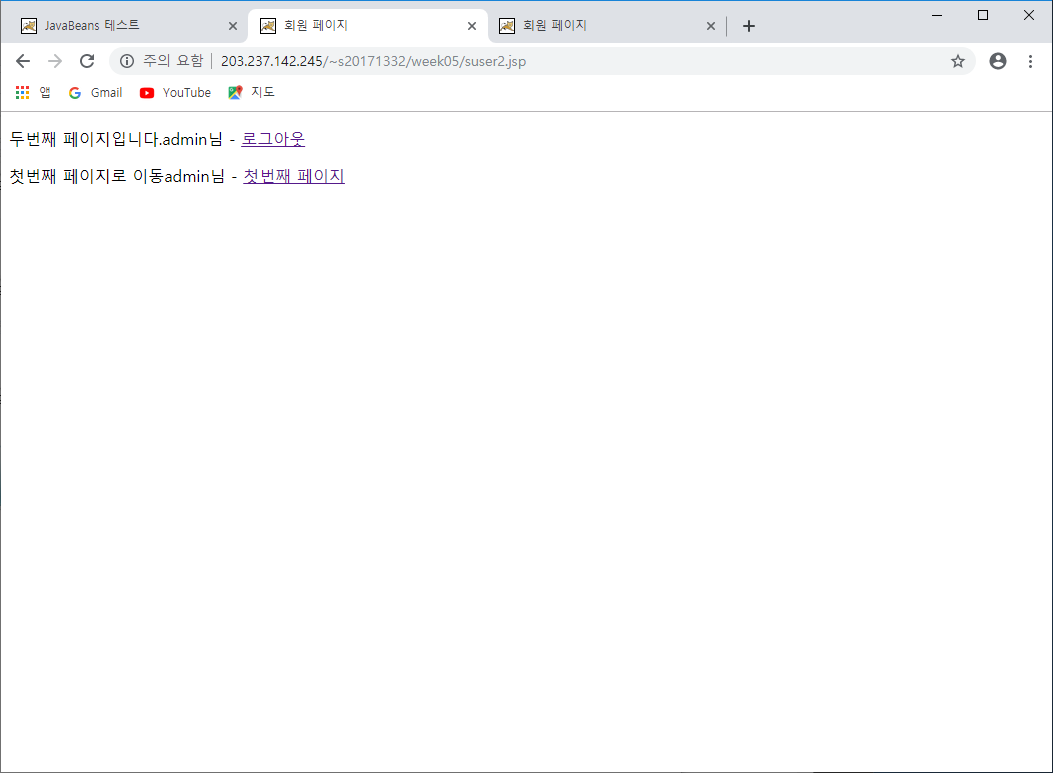 JavaBeans 테스트
회원 페이지
회원 페이지
주의 요함 | 203.237.142.245/~s20171332/week05/suser2.jsp
앱 Gmail YouTube 지도
두번째 페이지입니다.admin님 - 로그아웃
첫번째 페이지로 이동admin님 - 첫번째 페이지